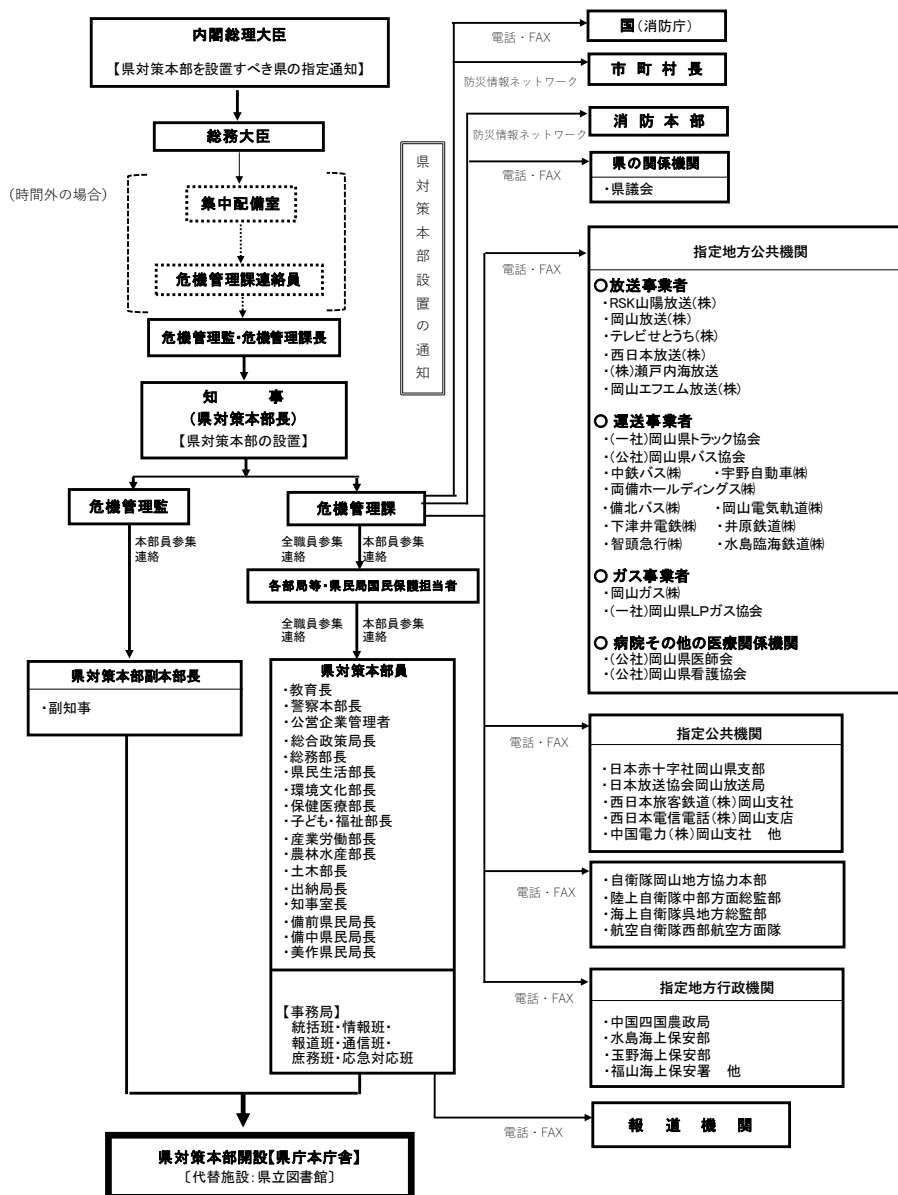 内閣総理大臣
【県対策本部を設置すべき県の指定通知】
総務大臣
(時間外の場合)
集中配備室
危機管理課連絡員
危機管理監・危機管理課長
知　　事
(県対策本部長)
【県対策本部の設置】
危機管理監
危機管理課
本部員参集
連絡
全職員参集
連絡
本部員参集
各部局等・県民局国民保護担当者
全職員参集
連絡
本部員参集
県対策本部副本部長
・副知事
県対策本部員
・教育長
・警察本部長
・公営企業管理者
・総合政策局長
・総務部長
・県民生活部長
・環境文化部長
・保健医療部長
・子ども・福祉部長
・産業労働部長
・農林水産部長
・土木部長
・出納局長
・知事室長
・備前県民局長
・備中県民局長
・美作県民局長
【事務局】
統括班・情報班・
報道班・通信班・
庶務班・応急対応班
県対策本部開設【県庁本庁舎】
〔代替施設：県立図書館〕
県対策本部設置の通知
電話・FAX
国(消防庁)
防災情報ネットワーク
市 町 村 長
防災情報ネットワーク
消 防 本 部
電話・FAX
県の関係機関
・県議会
電話・FAX
指定地方公共機関
○放送事業者
・RSK山陽放送(株)
・岡山放送(株)
・テレビせとうち(株)
・西日本放送(株)
・(株)瀬戸内海放送
・岡山エフエム放送(株)
○ 運送事業者
・(一社)岡山県トラック協会
・(公社)岡山県バス協会
・中鉄バス㈱　・宇野自動車㈱
・両備ホールディングス㈱
・備北バス㈱　・岡山電気軌道㈱
・下津井電鉄㈱　・井原鉄道㈱
・智頭急行㈱　・水島臨海鉄道㈱
○ ガス事業者
・岡山ガス㈱
・(一社)岡山県LPガス協会
○ 病院その他の医療関係機関
・(公社)岡山県医師会
・(公社)岡山県看護協会
電話・FAX
指定公共機関
・日本赤十字社岡山県支部
・日本放送協会岡山放送局
・西日本旅客鉄道(株)岡山支社
・西日本電信電話(株)岡山支店
・中国電力(株)岡山支社　他
電話・FAX
・自衛隊岡山地方協力本部
・陸上自衛隊中部方面総監部
・海上自衛隊呉地方総監部
・航空自衛隊西部航空方面隊
電話・FAX
指定地方行政機関
・中国四国農政局
・水島海上保安部
・玉野海上保安部
・福山海上保安署　他
電話・FAX
報 道 機 関